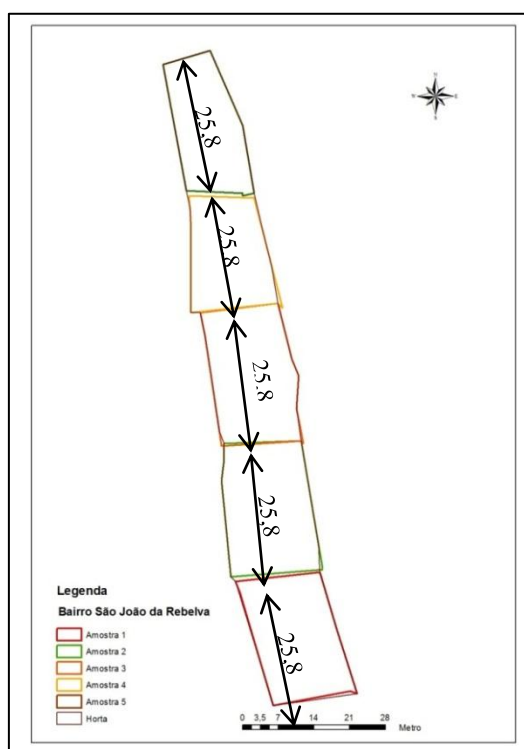 25,8
25,8
25.8
25,8
25,8
Legenda
Bairro São João da Rebelva
Amostra 1
Amostra 2
Amostra 3
Amostra 4
Amostra 5
Horta
0 3,5 7 14 21 28
Metro